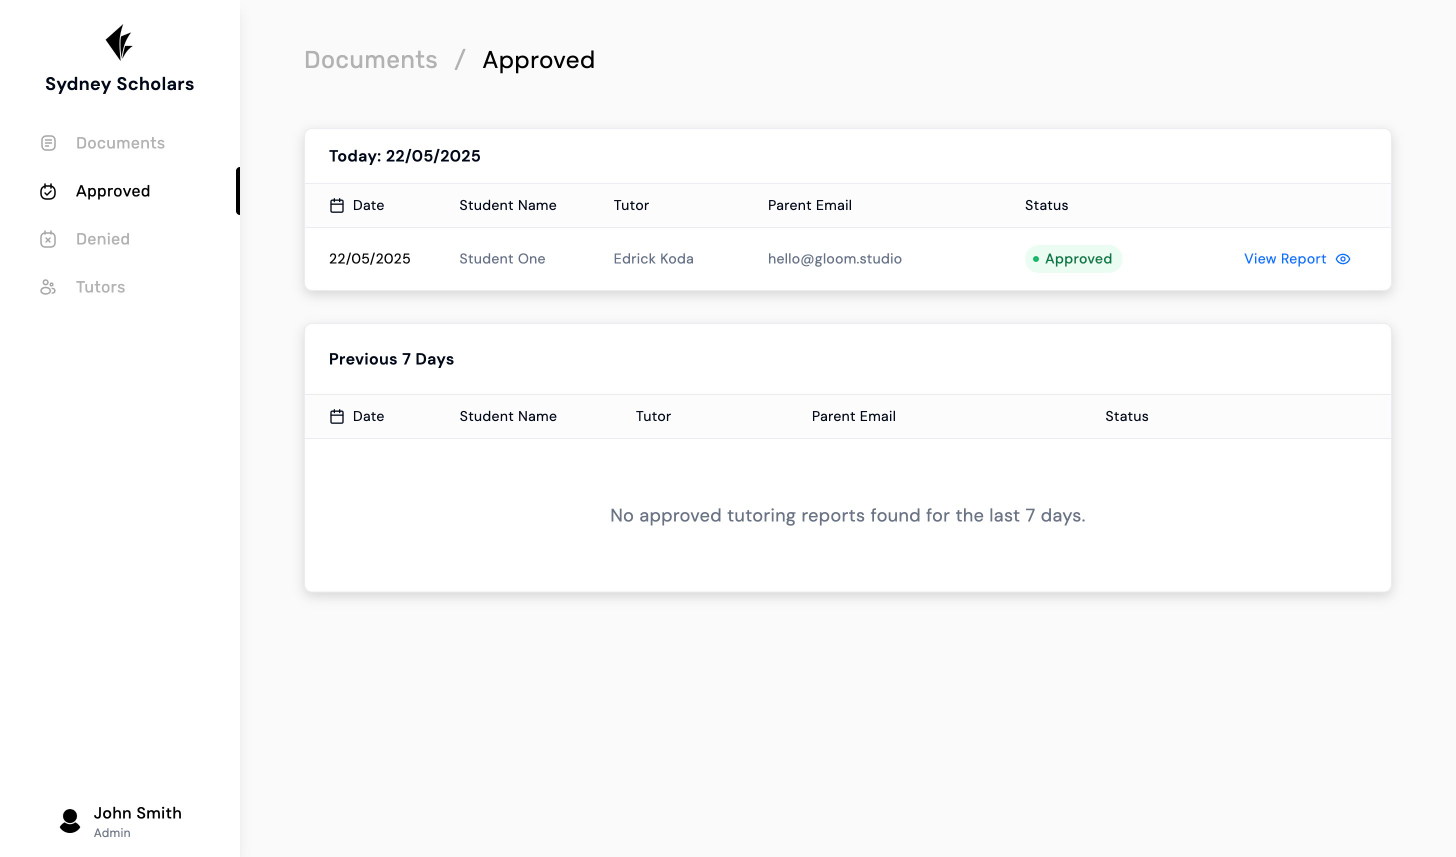 Sydney Scholars
Documents
Approved
Denied
Tutors
John Smith
Admin
Documents / Approved
Today: 22/05/2025
Date Student Name Tutor Parent Email Status
22/05/2025 Student One Edrick Koda hello@gloom.studio Approved View Report
Previous 7 Days
Date Student Name Tutor Parent Email Status
No approved tutoring reports found for the last 7 days.